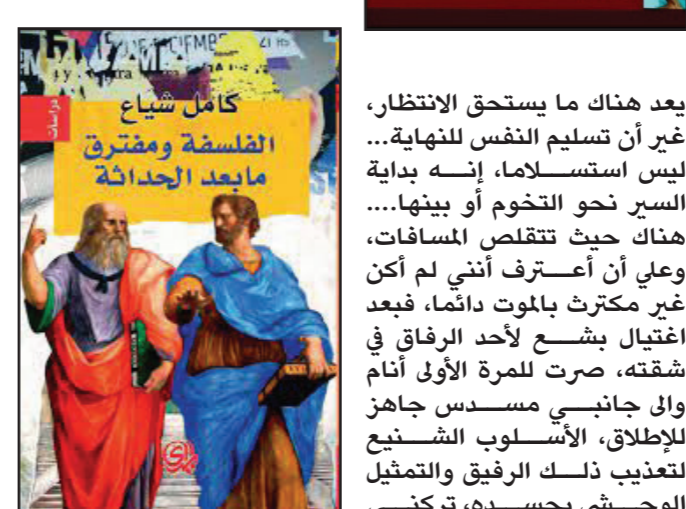 كامل شياع
الفلسفة ومفترق
مابعد الحداثة
دراسات
يعد هناك ما يستحق الانتظار،
غير أن تسليم النفس للنهاية...
ليس استسلاما، إنه بداية
السير نحو التخوم أو بينها....
هناك حيث تتقلص المسافات،
وعلي أن أعترف أنني لم أكن
غير مكترث بالموت دائما، فبعد
اغتيال بشع لأحد الرفاق في
شقته، صرت للمرة الأولى أنام
والى جانبي مسدس جاهز
للإطلاق، الأسلوب الشنيع
لتعذيب ذلك الرفيق والتمثيل
الوحشي بجسده، تركني